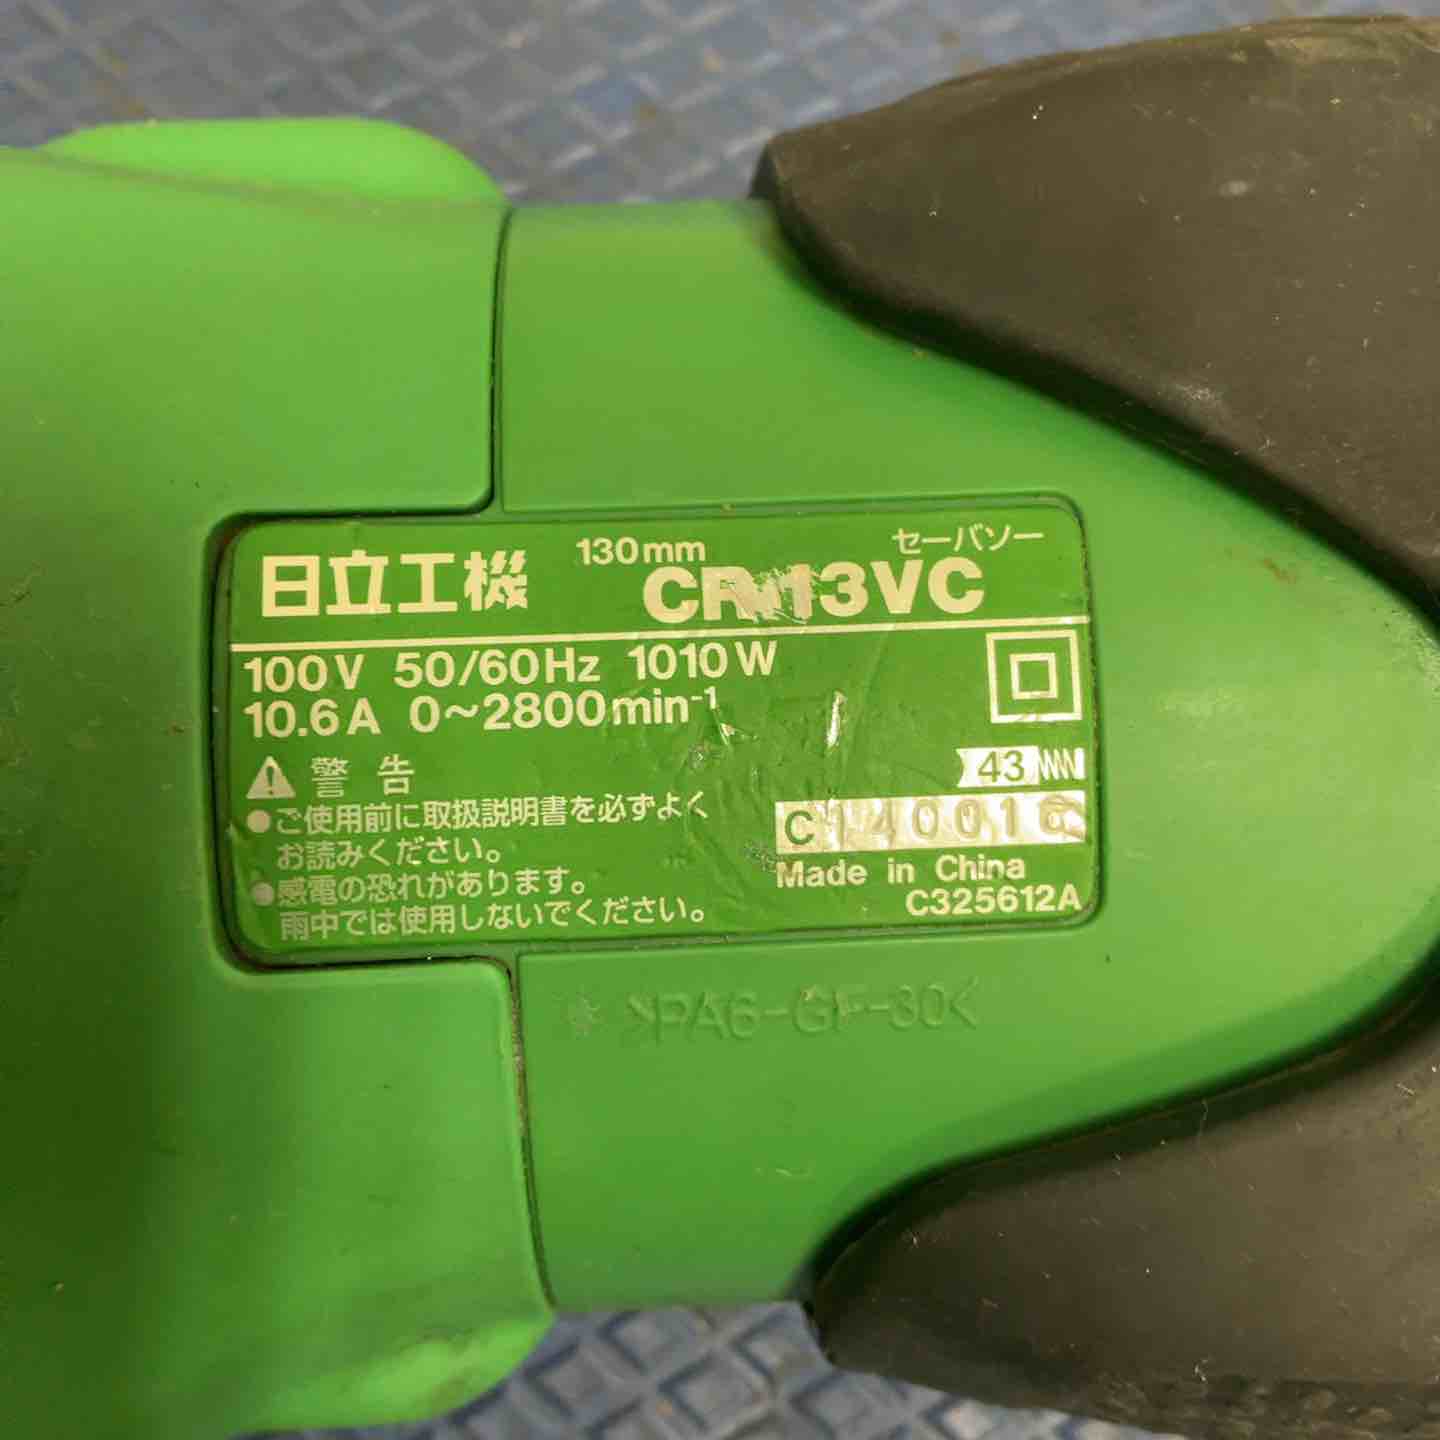 日立工機 130mm セーバソー
CR 13VC
100V 50/60Hz 1010W
10.6A 0~2800min-1
警告
●ご使用前に取扱説明書を必ずよく
お読みください。
●感電の恐れがあります。
雨中では使用しないでください。
43
C140016
Made in China
C325612A
>PA6-GF-30<